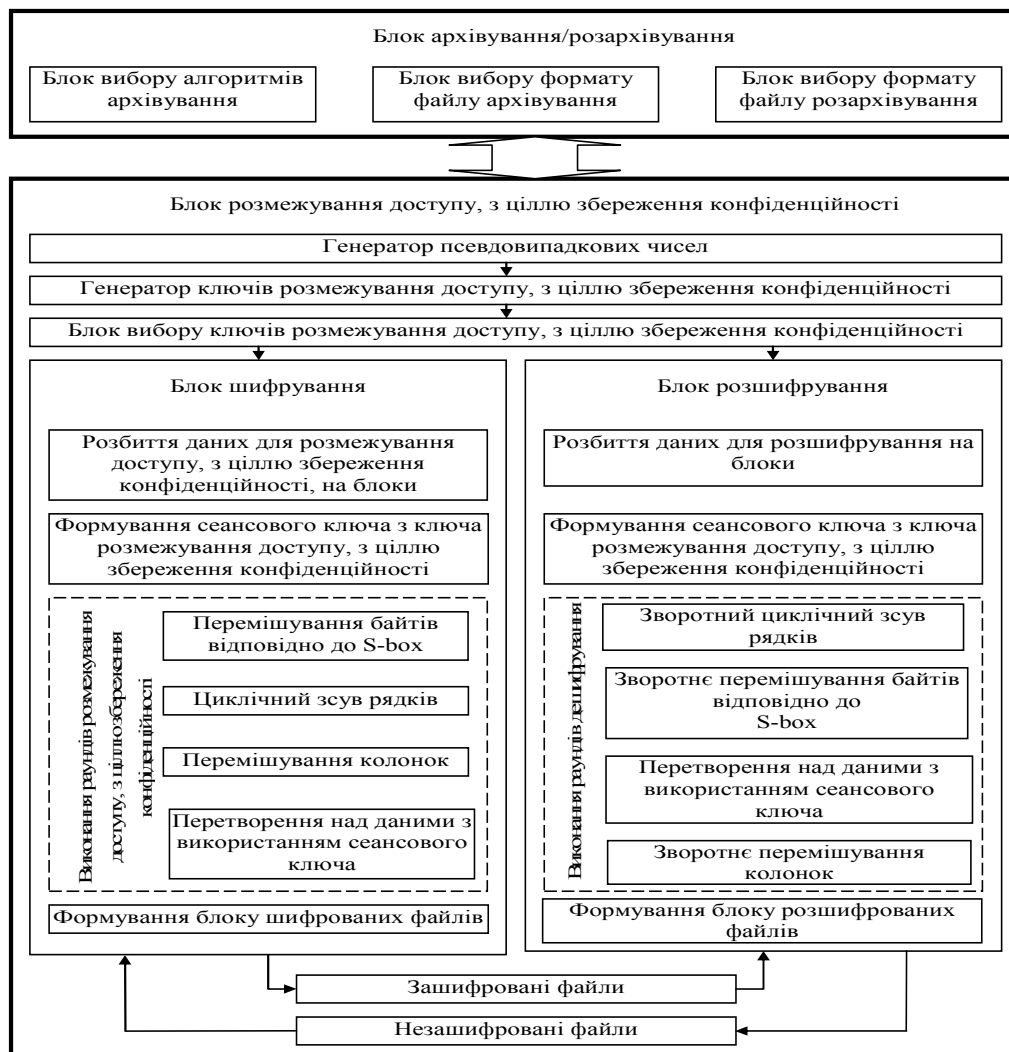 Блок архівування/розархівування
Блок вибору алгоритмів
архівування
Блок вибору формату
файлу архівування
Блок вибору формату
файлу розархівування
Блок розмежування доступу, з ціллю збереження конфіденційності
Генератор псевдовипадкових чисел
Генератор ключів розмежування доступу, з ціллю збереження конфіденційності
Блок вибору ключів розмежування доступу, з ціллю збереження конфіденційності
Блок шифрування
Розбиття даних для розмежування
доступу, з ціллю збереження
конфіденційності, на блоки
Формування сеансового ключа з ключа
розмежування доступу, з ціллю
збереження конфіденційності
Виконання раундів розмежування
доступу, з ціллю збереження
конфіденційності
Перемішування байтів
відповідно до S-box
Циклічний зсув рядків
Перемішування колонок
Перетворення над даними з
використанням сеансового
ключа
Формування блоку шифрованих файлів
Блок розшифрування
Розбиття даних для розшифрування на
блоки
Формування сеансового ключа з ключа
розмежування доступу, з ціллю
збереження конфіденційності
Виконання раундів дешифрування
Зворотний циклічний зсув
рядків
Зворотнє перемішування байтів
відповідно до
S-box
Перетворення над даними з
використанням сеансового
ключа
Зворотнє перемішування
колонок
Формування блоку розшифрованих
файлів
Зашифровані файли
Незашифровані файли